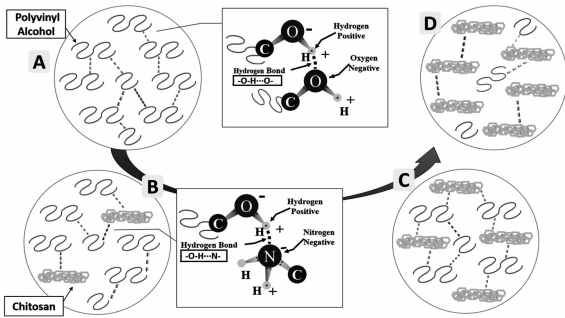 Polyvinyl
Alcohol
A
O
-
Hydrogen
Positive
C
H
+
Hydrogen Bond
-O-H···O-
Oxygen
Negative
-
O
C
H
+
D
B
C
O
-
Hydrogen
Positive
C
H
+
Hydrogen Bond
-O-H···N-
Nitrogen
Negative
-
N
H
C
H
+
Chitosan